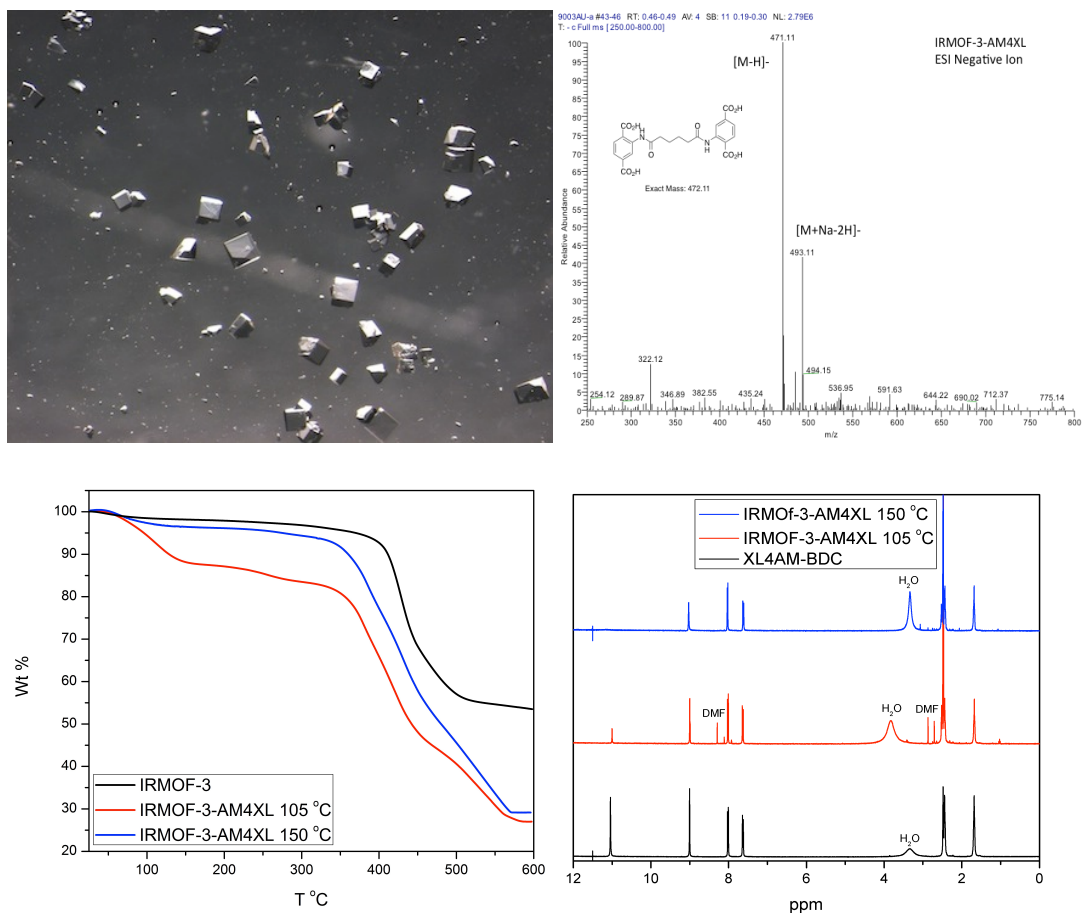 9003AU-a #43-46 RT: 0.46-0.49 AV: 4 SB: 11 0.19-0.30 NL: 2.79E6
T: - c Full ms [ 250.00-800.00]
IRMOF-3-AM4XL
ESI Negative Ion
[M-H]-
471.11
CO₂H
H
N
O
CO₂H
O
N
H
CO₂H
CO₂H
Exact Mass: 472.11
[M+Na-2H]-
493.11
494.15
322.12
254.12
289.87
346.89
382.55
435.24
536.95
591.63
644.22
690.02
712.37
775.14
Relative Abundance
100
95
90
85
80
75
70
65
60
55
50
45
40
35
30
25
20
15
10
5
0
250 300 350 400 450 500 550 600 650 700 750 800
m/z
Wt %
100
90
80
70
60
50
40
30
20
IRMOF-3
IRMOF-3-AM4XL 105 °C
IRMOF-3-AM4XL 150 °C
100 200 300 400 500 600
T °C
IRMOf-3-AM4XL 150 °C
IRMOF-3-AM4XL 105 °C
XL4AM-BDC
H₂O
DMF
H₂O
DMF
H₂O
12 10 8 6 4 2 0
ppm